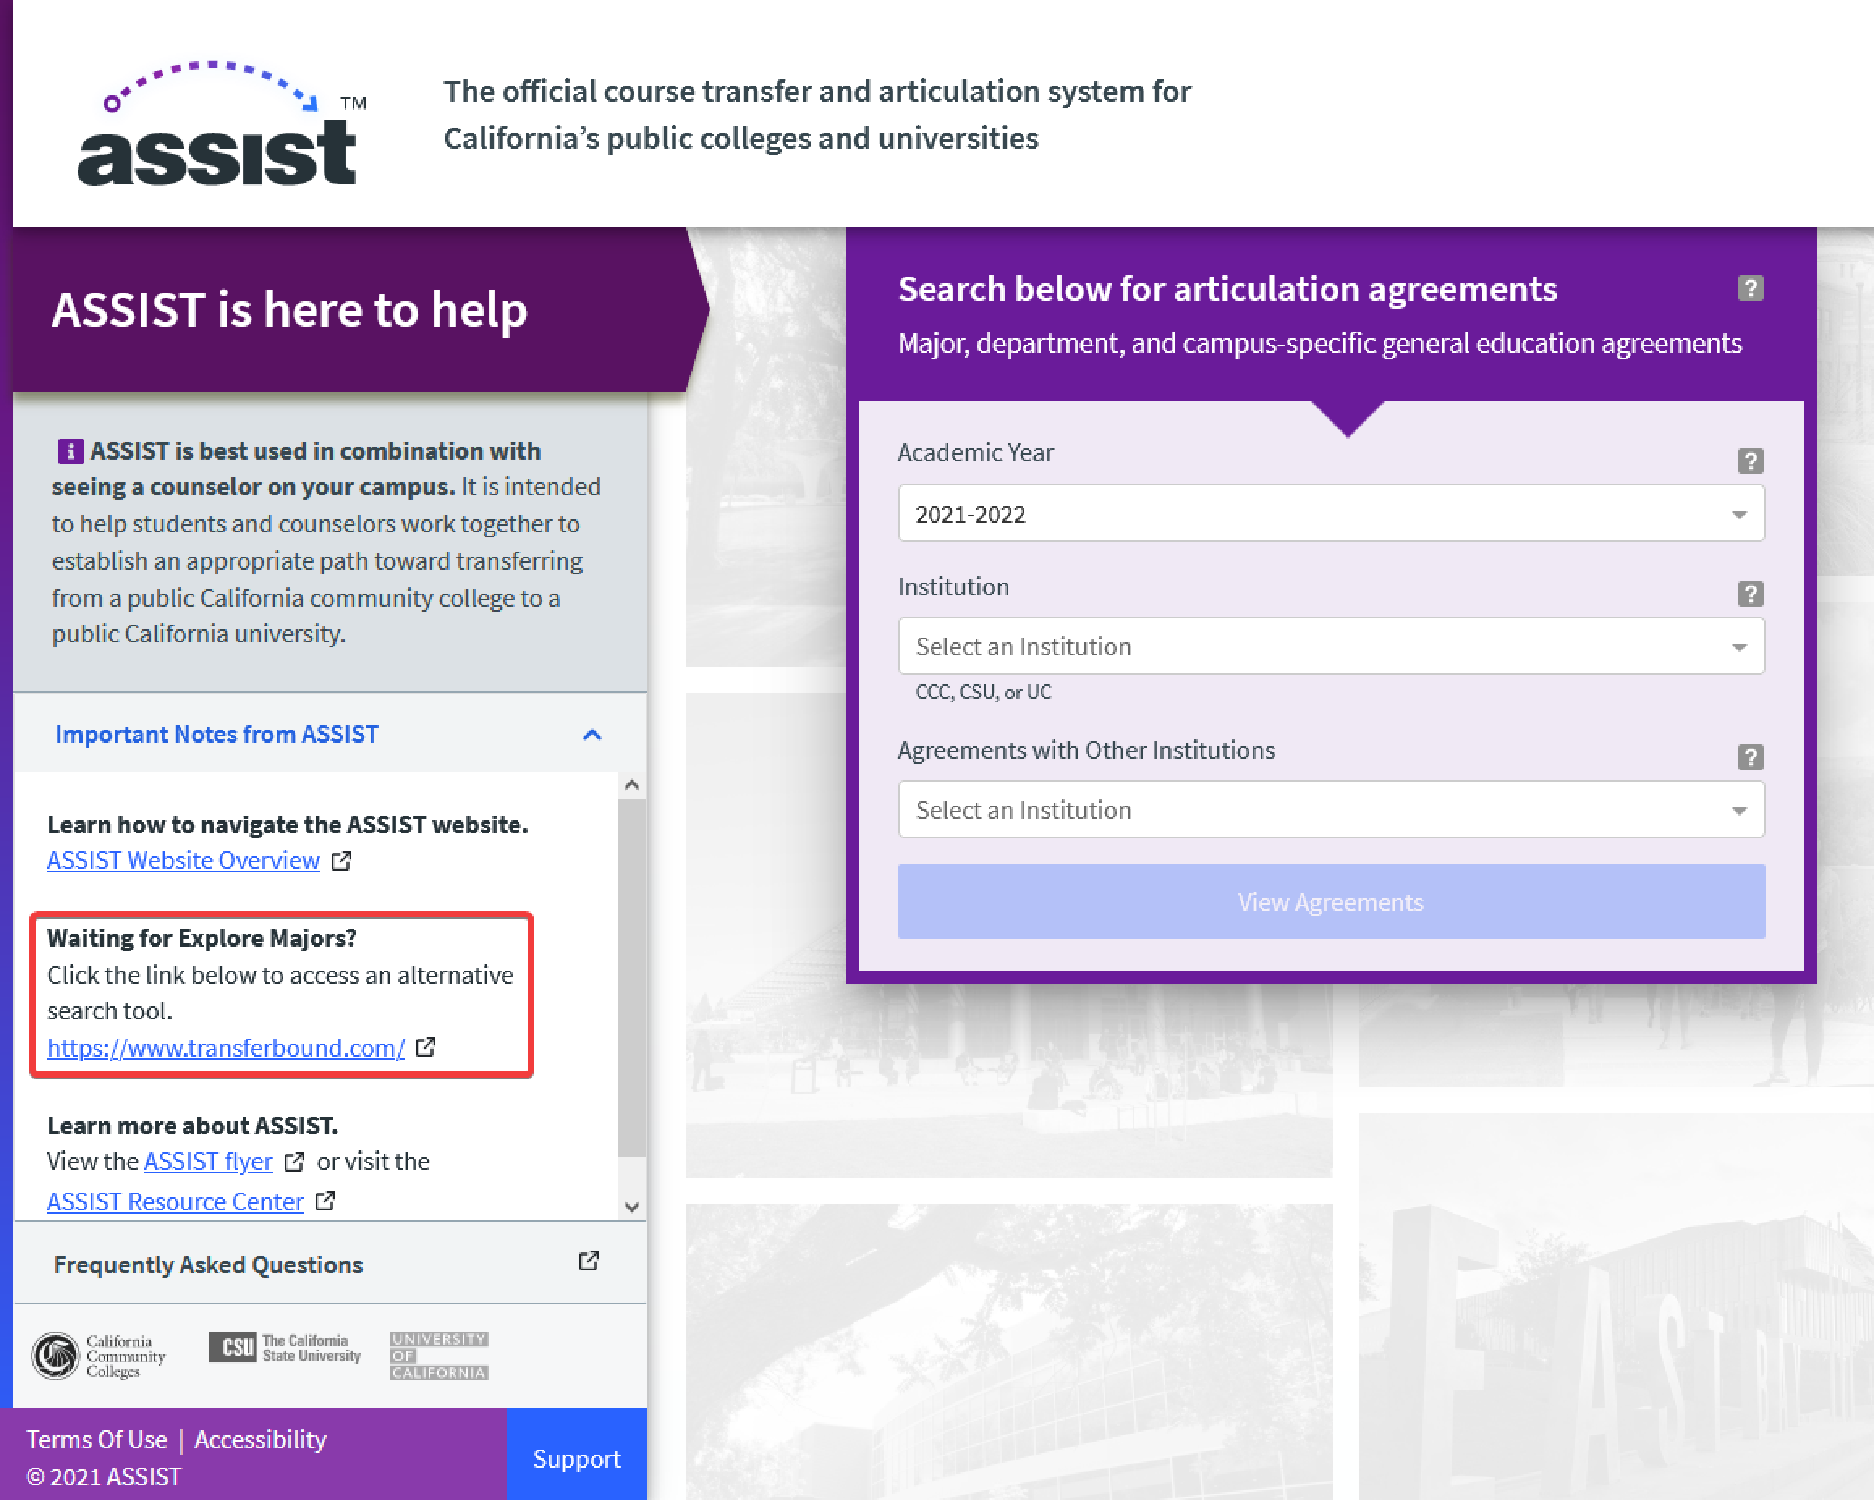 assist™
The official course transfer and articulation system for
California’s public colleges and universities
ASSIST is here to help
ASSIST is best used in combination with
seeing a counselor on your campus. It is intended
to help students and counselors work together to
establish an appropriate path toward transferring
from a public California community college to a
public California university.
Important Notes from ASSIST
Learn how to navigate the ASSIST website.
ASSIST Website Overview
Waiting for Explore Majors?
Click the link below to access an alternative
search tool.
https://www.transferbound.com/
Learn more about ASSIST.
View the ASSIST flyer or visit the
ASSIST Resource Center
Frequently Asked Questions
California
Community
Colleges
CSU The California
State University
UNIVERSITY
OF
CALIFORNIA
Terms Of Use | Accessibility
© 2021 ASSIST
Support
Search below for articulation agreements ?
Major, department, and campus-specific general education agreements
Academic Year ?
2021-2022
Institution ?
Select an Institution
CCC, CSU, or UC
Agreements with Other Institutions ?
Select an Institution
View Agreements
EAST BAY